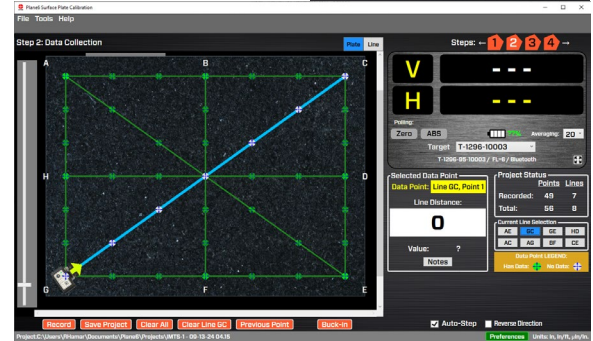 Plane5 Surface Plate Calibration
File Tools Help
Step 2: Data Collection
Plate Line
Steps: ← 1 2 3 4 →
A B C
H D
G F E
V - - -
H - - -
Polling:
Zero ABS Averaging: 20
Target T-1296-10003
T-1296-95-10003 / FL-6 / Bluetooth
Selected Data Point
Data Point: Line GC, Point 1
Line Distance:
0
Value: ?
Notes
Project Status
Points Lines
Recorded: 49 7
Total: 56 8
Current Line Selection
AE GC GE HD
AC AG BF CE
Data Point LEGEND:
Has Data: No Data:
Record Save Project Clear All Clear Line GC Previous Point Buck-in
Auto-Step Reverse Direction
Preferences Units: In, In/ft, µIn/In.